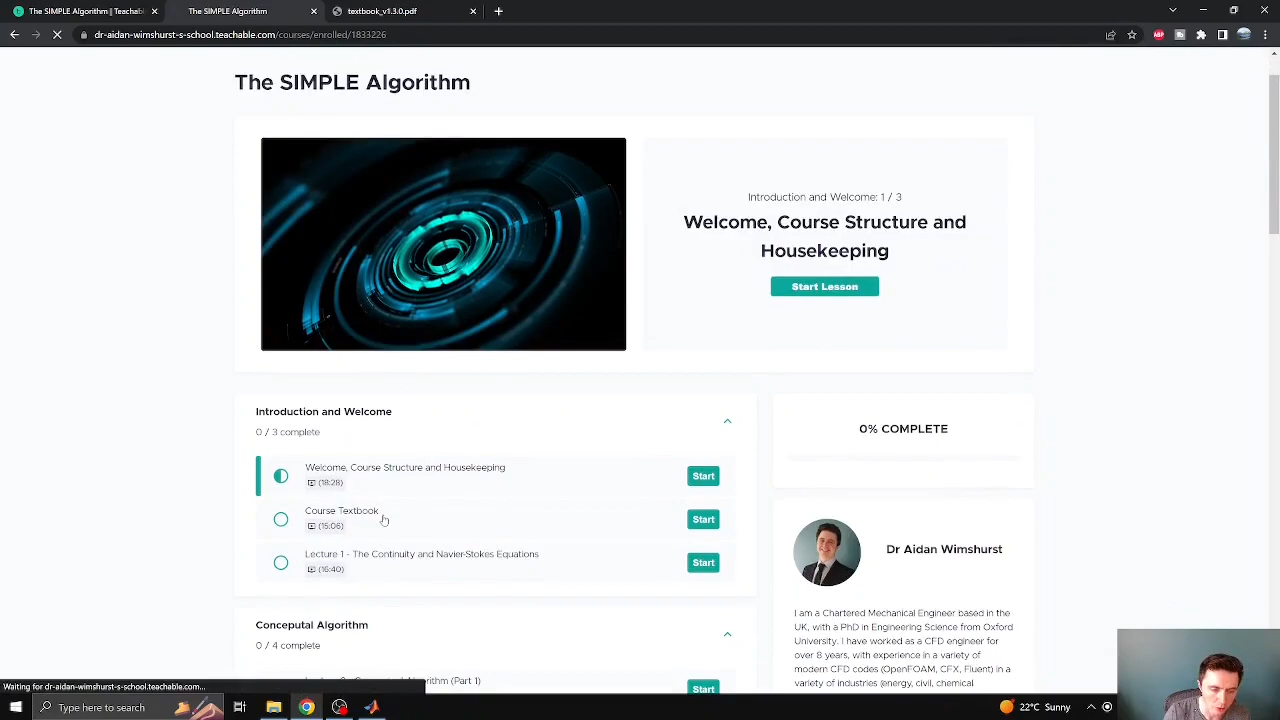 The SIMPLE Algorithm | Teachab
The SIMPLE Algorithm
textbook_v1.3.0.pdf
dr-aidan-wimshurst-s-school.teachable.com/courses/enrolled/1833226
ABP
The SIMPLE Algorithm
Introduction and Welcome: 1 / 3
Welcome, Course Structure and
Housekeeping
Start Lesson
Introduction and Welcome
0 / 3 complete
Welcome, Course Structure and Housekeeping
(18:28)
Start
Course Textbook
(15:06)
Start
Lecture 1 - The Continuity and Navier-Stokes Equations
(16:40)
Start
Conceputal Algorithm
0 / 4 complete
Algorithm (Part 1)
Start
0% COMPLETE
Dr Aidan Wimshurst
I am a Chartered Mechanical Engineer based in the
UK, with a PhD in Engineering Science from Oxford
University. I have worked as a CFD engineer for
over 8 years, with experience in a variety of
modern CFD codes (OpenFOAM, CFX, Fluent) in a
variety of industries (energy, civil, chemical
Waiting for dr-aidan-wimshurst-s-school.teachable.com...
Type here to search
22°C Sunny